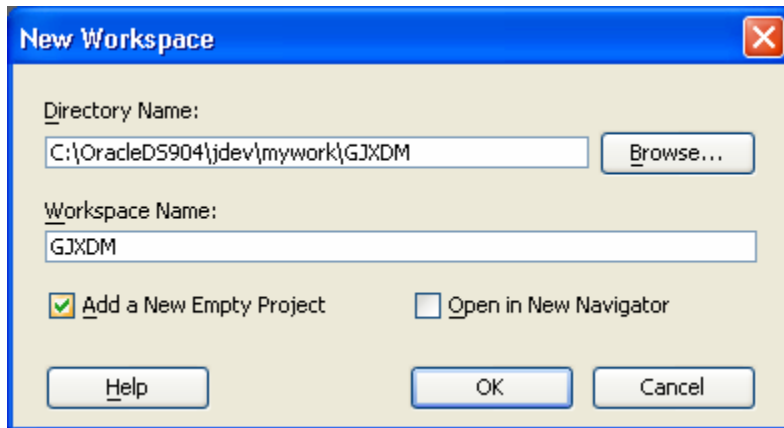 New Workspace
Directory Name:
C:\OracleDS904\jdev\mywork\GJXDM
Browse...
Workspace Name:
GJXDM
Add a New Empty Project
Open in New Navigator
Help
OK
Cancel